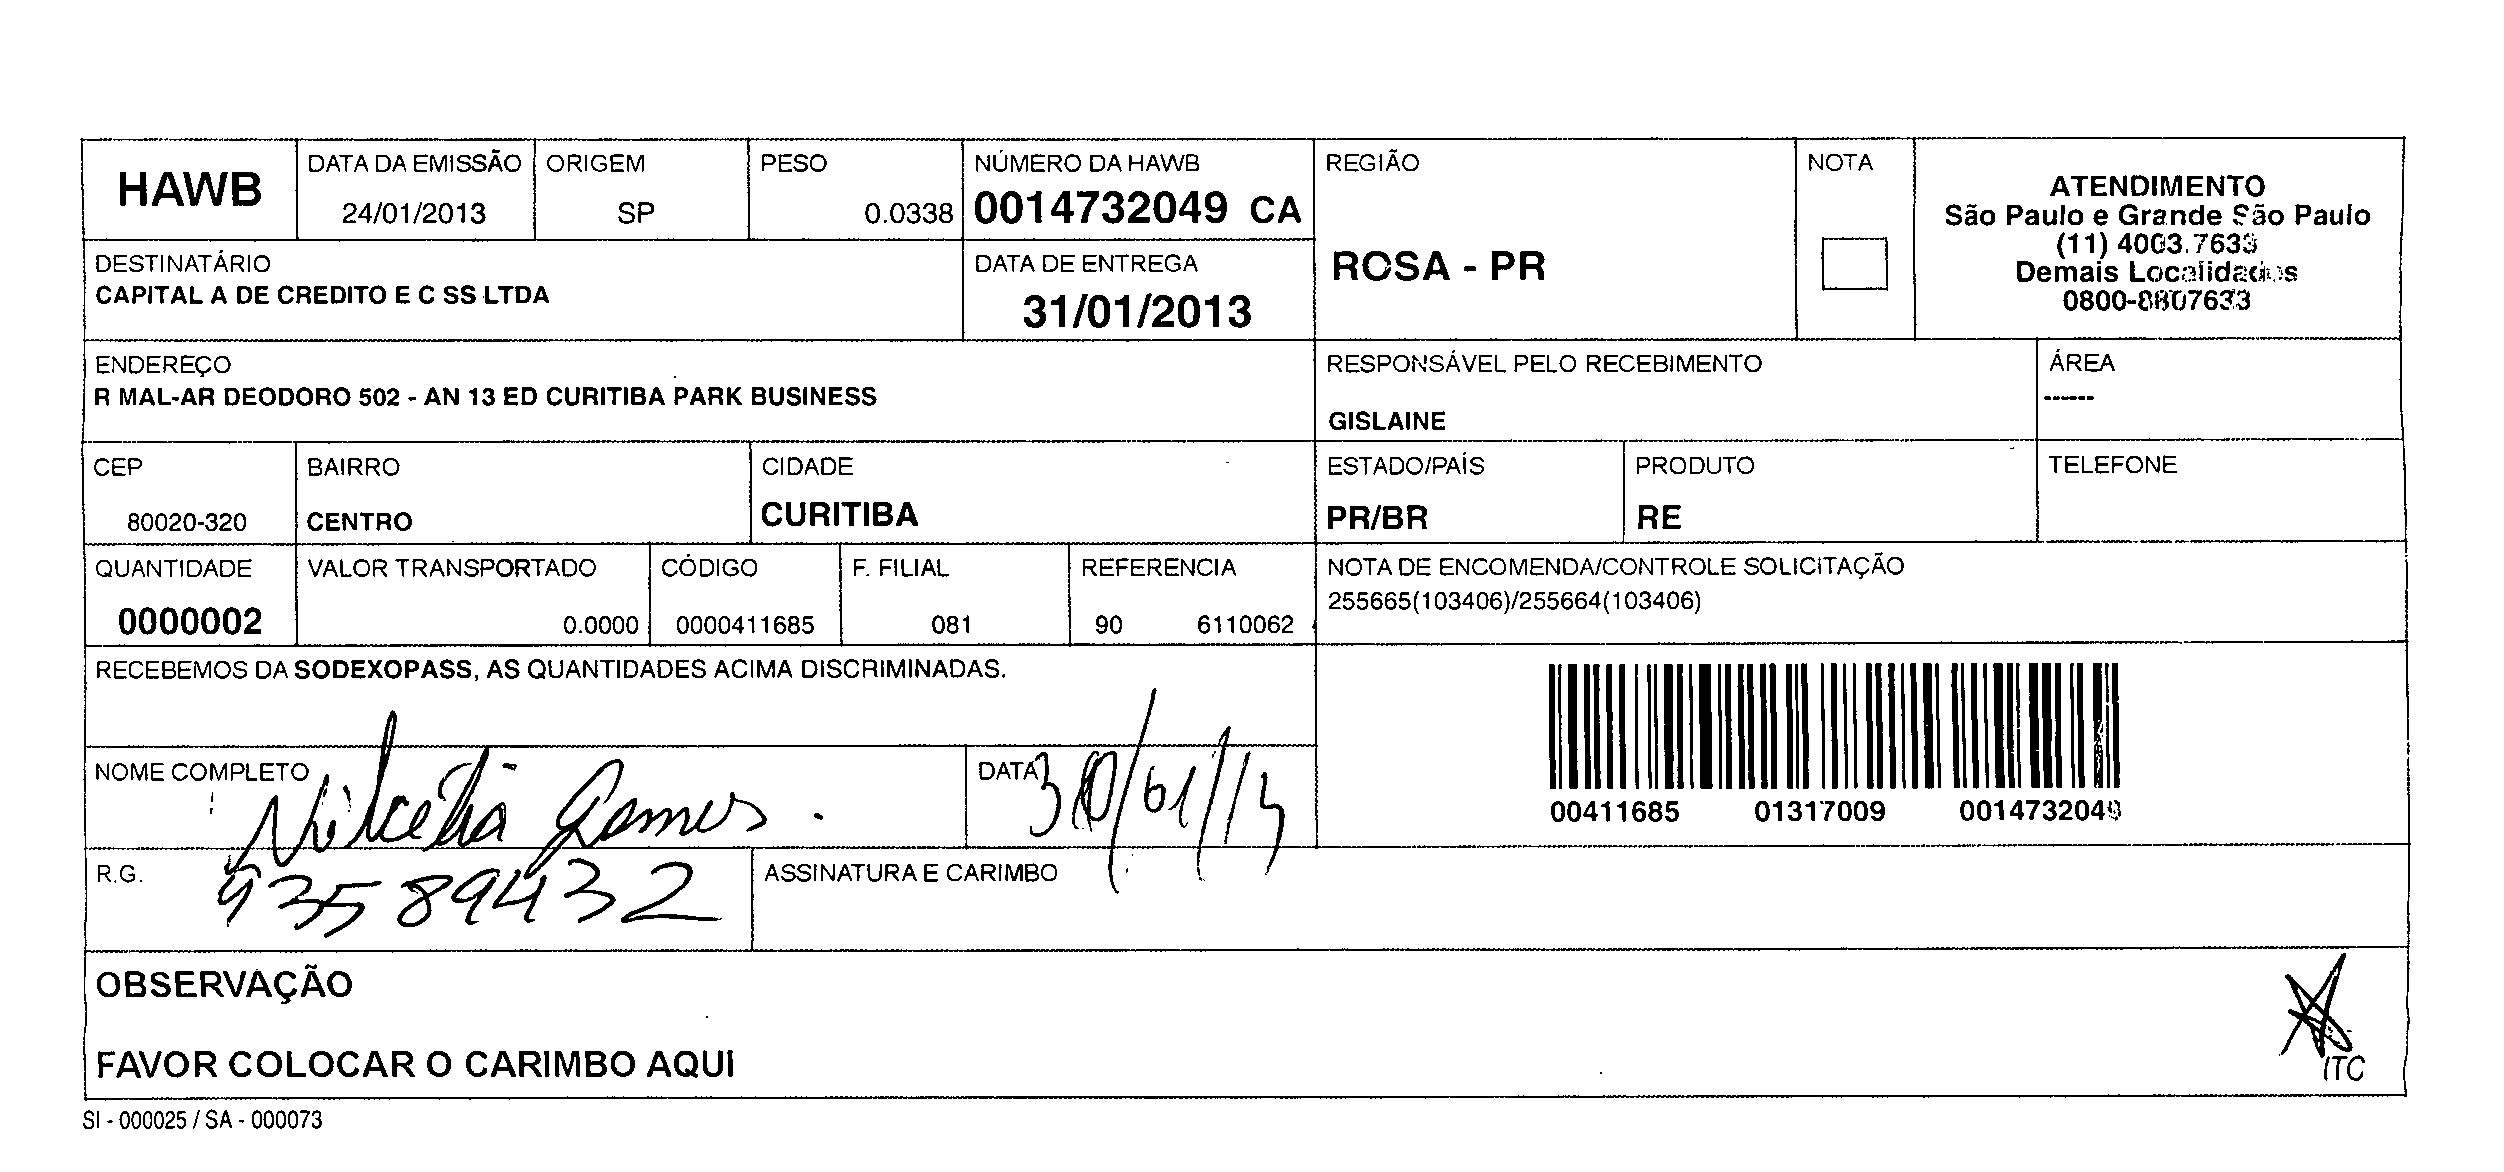 HAWB
DATA DA EMISSÃO
24/01/2013
ORIGEM
SP
PESO
0.0338
NÚMERO DA HAWB
0014732049 CA
REGIÃO
ROSA - PR
NOTA
ATENDIMENTO
São Paulo e Grande São Paulo
(11) 4003.7633
Demais Localidades
0800-8807633
DESTINATÁRIO
CAPITAL A DE CREDITO E C SS LTDA
DATA DE ENTREGA
31/01/2013
ENDEREÇO
R MAL-AR DEODORO 502 - AN 13 ED CURITIBA PARK BUSINESS
RESPONSÁVEL PELO RECEBIMENTO
GISLAINE
ÁREA
------
CEP
80020-320
BAIRRO
CENTRO
CIDADE
CURITIBA
ESTADO/PAÍS
PR/BR
PRODUTO
RE
TELEFONE
QUANTIDADE
0000002
VALOR TRANSPORTADO
0.0000
CÓDIGO
0000411685
F. FILIAL
081
REFERENCIA
90 6110062
NOTA DE ENCOMENDA/CONTROLE SOLICITAÇÃO
255665(103406)/255664(103406)
RECEBEMOS DA SODEXOPASS, AS QUANTIDADES ACIMA DISCRIMINADAS.
00411685 01317009 0014732049
NOME COMPLETO
Gomes
DATA
30/01/13
R.G.
93589432
ASSINATURA E CARIMBO
OBSERVAÇÃO
FAVOR COLOCAR O CARIMBO AQUI
ITC
SI - 000025 / SA - 000073